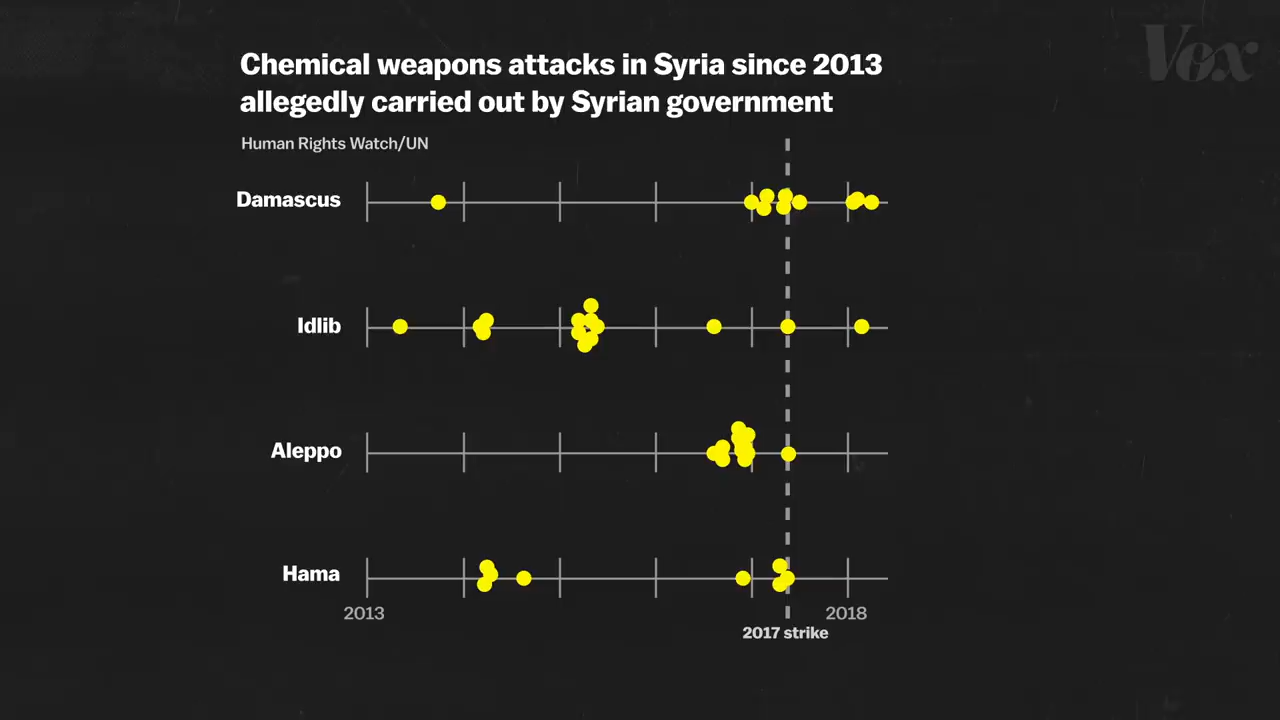 Vox
Chemical weapons attacks in Syria since 2013
allegedly carried out by Syrian government
Human Rights Watch/UN
Damascus
Idlib
Aleppo
Hama
2013
2018
2017 strike